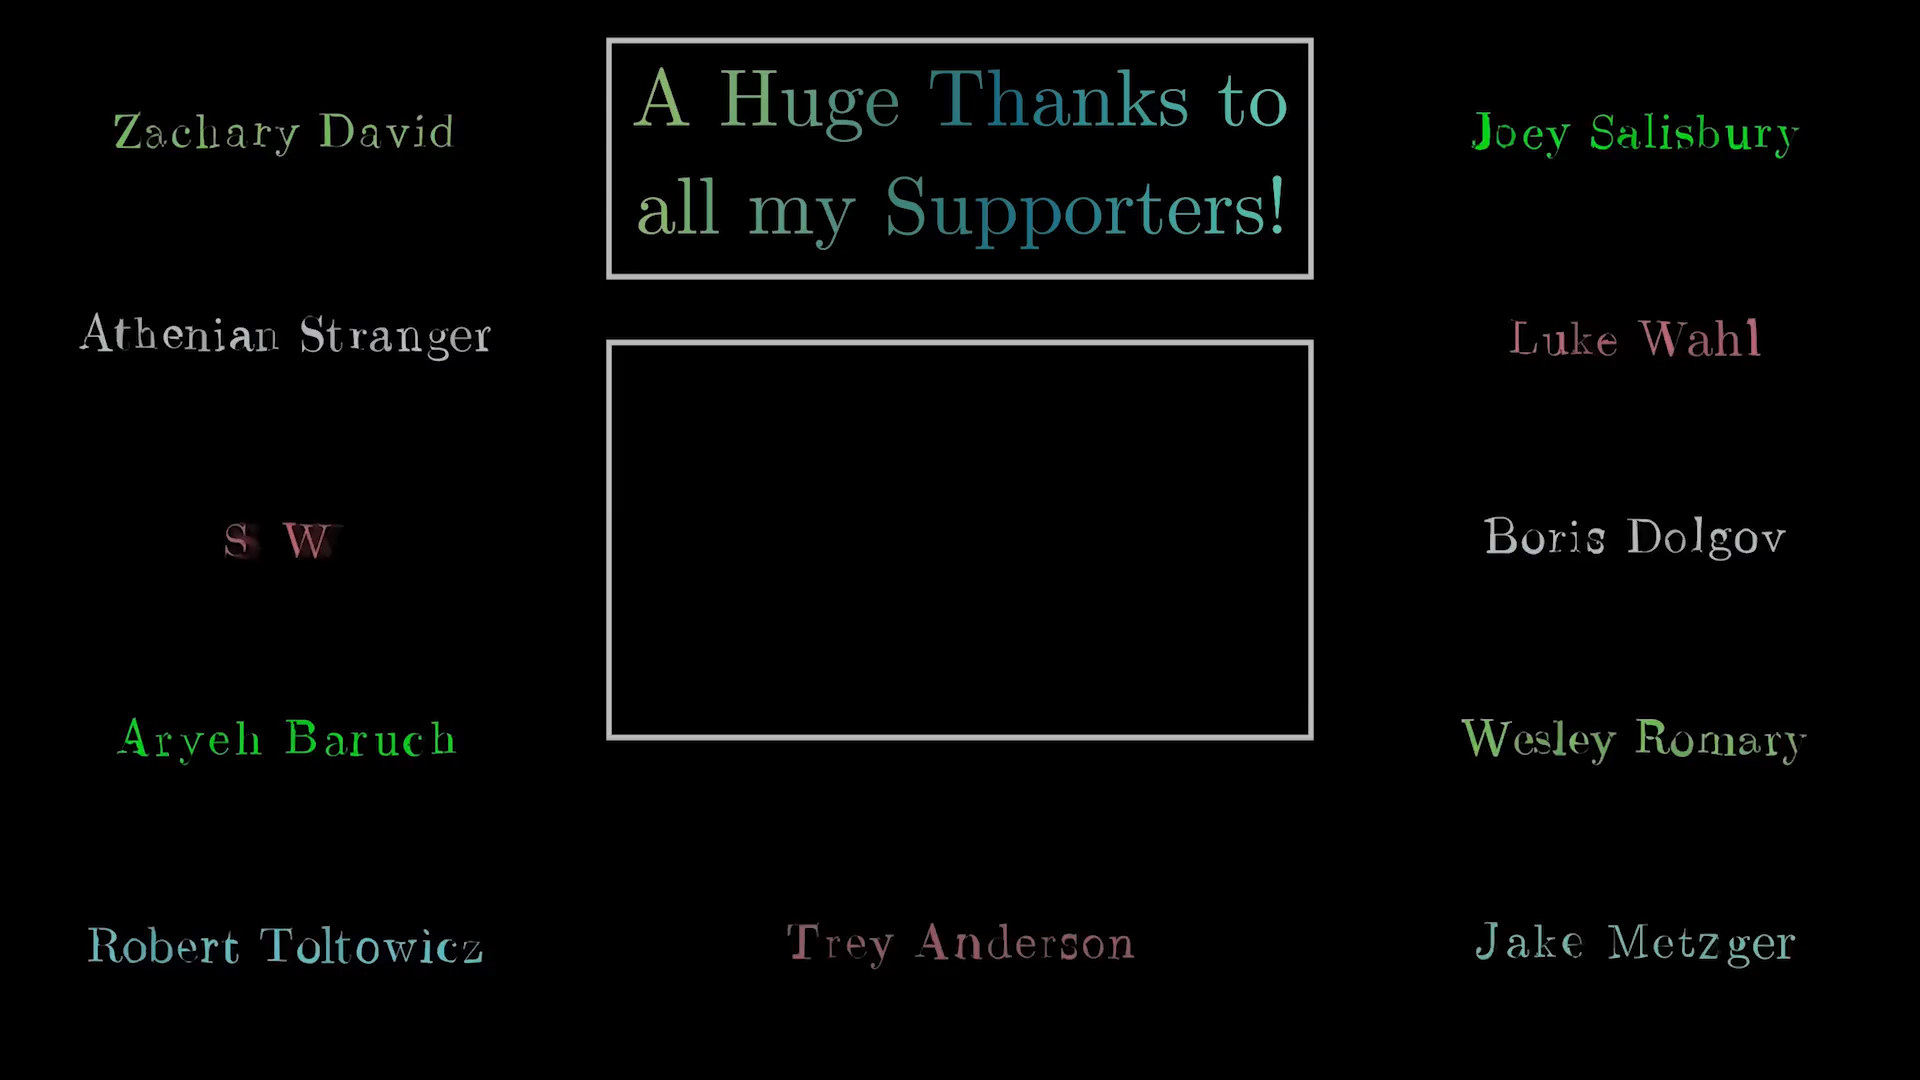 A Huge Thanks to
all my Supporters!
Zachary David
Joey Salisbury
Athenian Stranger
Luke Wahl
S W
Boris Dolgov
Aryeh Baruch
Wesley Romary
Robert Toltowicz
Trey Anderson
Jake Metzger